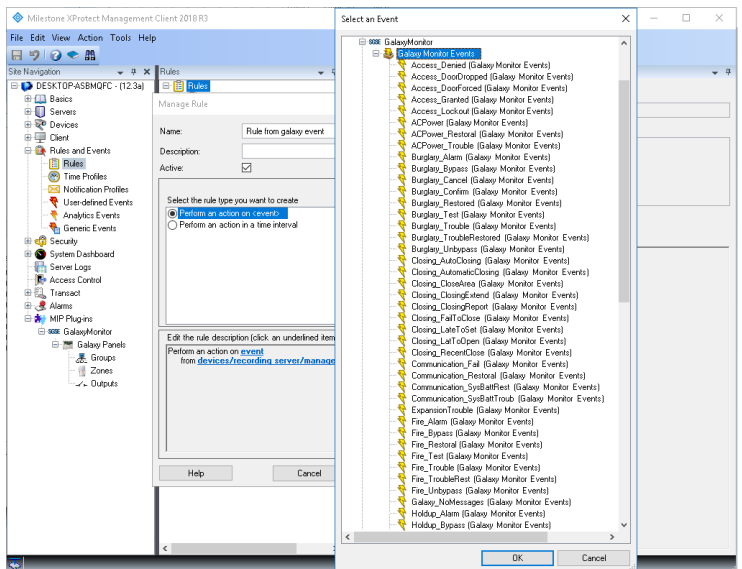 Milestone XProtect Management Client 2018 R3
File Edit View Action Tools Help
Site Navigation
DESKTOP-ASBMQFC - (12.3a)
Basics
Servers
Devices
Client
Rules and Events
Rules
Time Profiles
Notification Profiles
User-defined Events
Analytics Events
Generic Events
Security
System Dashboard
Server Logs
Access Control
Transact
Alarms
MIP Plug-ins
GalaxyMonitor
Galaxy Panels
Groups
Zones
Outputs
Rules
Rules
Manage Rule
Name:
Rule from galaxy event
Description:
Active:
Select the rule type you want to create
Perform an action on <event>
Perform an action in a time interval
Edit the rule description (click an underlined item
Perform an action on event
from devices/recording server/manage
Help
Cancel
Select an Event
GalaxyMonitor
Galaxy Monitor Events
Access_Denied (Galaxy Monitor Events)
Access_DoorDropped (Galaxy Monitor Events)
Access_DoorForced (Galaxy Monitor Events)
Access_Granted (Galaxy Monitor Events)
Access_Lockout (Galaxy Monitor Events)
ACPower (Galaxy Monitor Events)
ACPower_Restoral (Galaxy Monitor Events)
ACPower_Trouble (Galaxy Monitor Events)
Burglary_Alarm (Galaxy Monitor Events)
Burglary_Bypass (Galaxy Monitor Events)
Burglary_Cancel (Galaxy Monitor Events)
Burglary_Confirm (Galaxy Monitor Events)
Burglary_Restored (Galaxy Monitor Events)
Burglary_Test (Galaxy Monitor Events)
Burglary_Trouble (Galaxy Monitor Events)
Burglary_TroubleRestored (Galaxy Monitor Events)
Burglary_Unbypass (Galaxy Monitor Events)
Closing_AutoClosing (Galaxy Monitor Events)
Closing_AutomaticClosing (Galaxy Monitor Events)
Closing_CloseArea (Galaxy Monitor Events)
Closing_ClosingExtend (Galaxy Monitor Events)
Closing_ClosingReport (Galaxy Monitor Events)
Closing_FailToClose (Galaxy Monitor Events)
Closing_LateToSet (Galaxy Monitor Events)
Closing_LatToOpen (Galaxy Monitor Events)
Closing_RecentClose (Galaxy Monitor Events)
Communication_Fail (Galaxy Monitor Events)
Communication_Restoral (Galaxy Monitor Events)
Communication_SysBattRest (Galaxy Monitor Events)
Communication_SysBattTroub (Galaxy Monitor Events)
ExpansionTrouble (Galaxy Monitor Events)
Fire_Alarm (Galaxy Monitor Events)
Fire_Bypass (Galaxy Monitor Events)
Fire_Restoral (Galaxy Monitor Events)
Fire_Test (Galaxy Monitor Events)
Fire_Trouble (Galaxy Monitor Events)
Fire_TroubleRest (Galaxy Monitor Events)
Fire_Unbypass (Galaxy Monitor Events)
Galaxy_NoMessages (Galaxy Monitor Events)
Holdup_Alarm (Galaxy Monitor Events)
Holdup_Bypass (Galaxy Monitor Events)
OK
Cancel